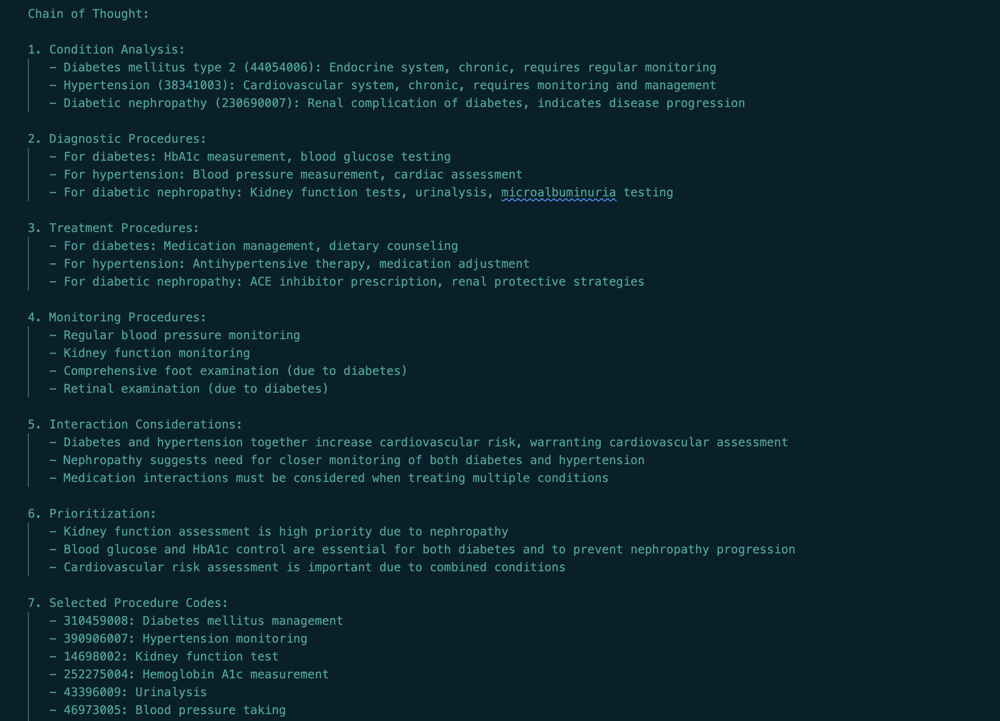 Chain of Thought:
1. Condition Analysis:
– Diabetes mellitus type 2 (44054006): Endocrine system, chronic, requires regular monitoring
– Hypertension (38341003): Cardiovascular system, chronic, requires monitoring and management
– Diabetic nephropathy (230690007): Renal complication of diabetes, indicates disease progression
2. Diagnostic Procedures:
– For diabetes: HbA1c measurement, blood glucose testing
– For hypertension: Blood pressure measurement, cardiac assessment
– For diabetic nephropathy: Kidney function tests, urinalysis, microalbuminuria testing
3. Treatment Procedures:
– For diabetes: Medication management, dietary counseling
– For hypertension: Antihypertensive therapy, medication adjustment
– For diabetic nephropathy: ACE inhibitor prescription, renal protective strategies
4. Monitoring Procedures:
– Regular blood pressure monitoring
– Kidney function monitoring
– Comprehensive foot examination (due to diabetes)
– Retinal examination (due to diabetes)
5. Interaction Considerations:
– Diabetes and hypertension together increase cardiovascular risk, warranting cardiovascular assessment
– Nephropathy suggests need for closer monitoring of both diabetes and hypertension
– Medication interactions must be considered when treating multiple conditions
6. Prioritization:
– Kidney function assessment is high priority due to nephropathy
– Blood glucose and HbA1c control are essential for both diabetes and to prevent nephropathy progression
– Cardiovascular risk assessment is important due to combined conditions
7. Selected Procedure Codes:
– 310459008: Diabetes mellitus management
– 390906007: Hypertension monitoring
– 14698002: Kidney function test
– 252275004: Hemoglobin A1c measurement
– 43396009: Urinalysis
– 46973005: Blood pressure taking